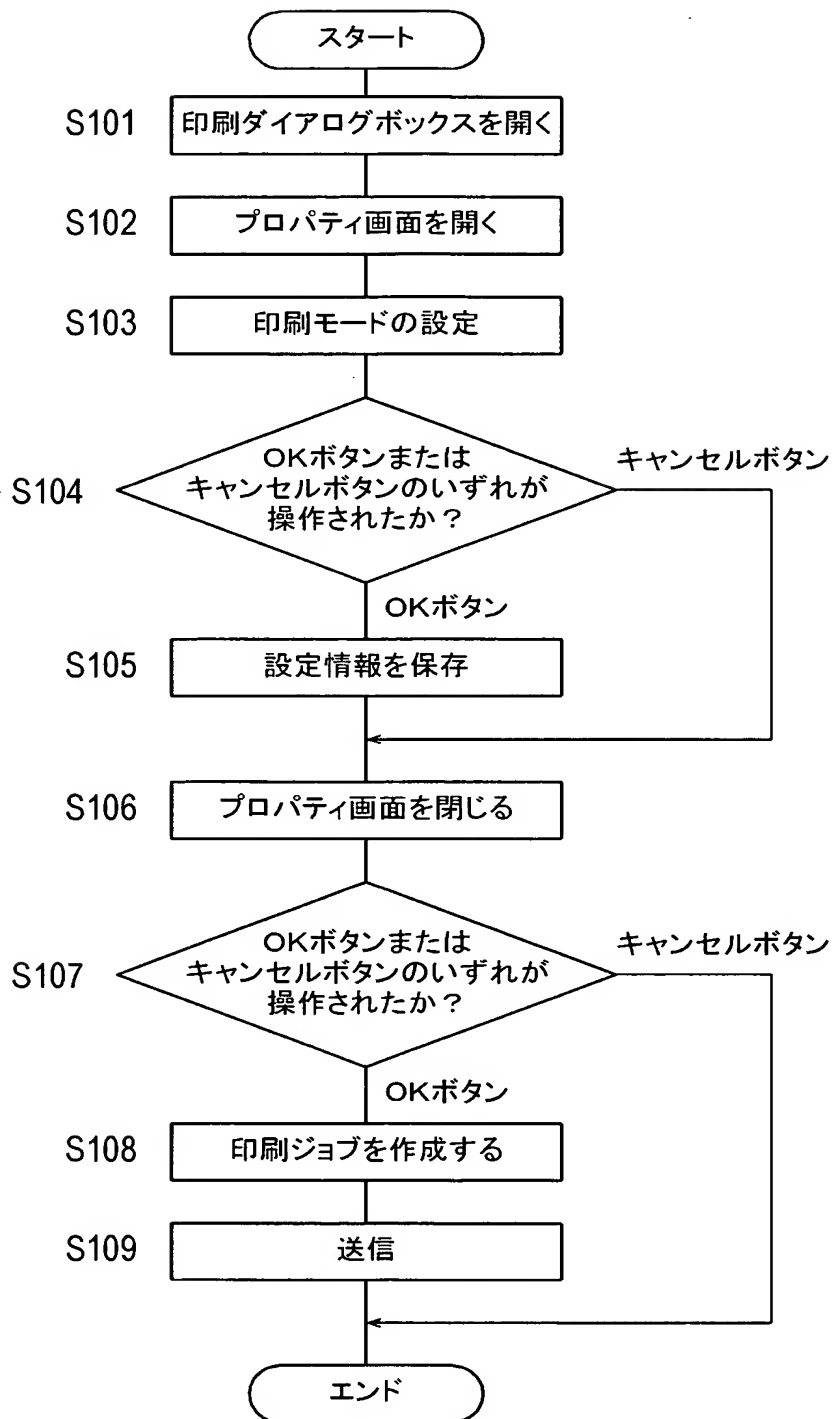 スタート
S101
印刷ダイアログボックスを開く
S102
プロパティ画面を開く
S103
印刷モードの設定
S104
OKボタンまたは
キャンセルボタンのいずれが
操作されたか？
キャンセルボタン
OKボタン
S105
設定情報を保存
S106
プロパティ画面を閉じる
S107
OKボタンまたは
キャンセルボタンのいずれが
操作されたか？
キャンセルボタン
OKボタン
S108
印刷ジョブを作成する
S109
送信
エンド